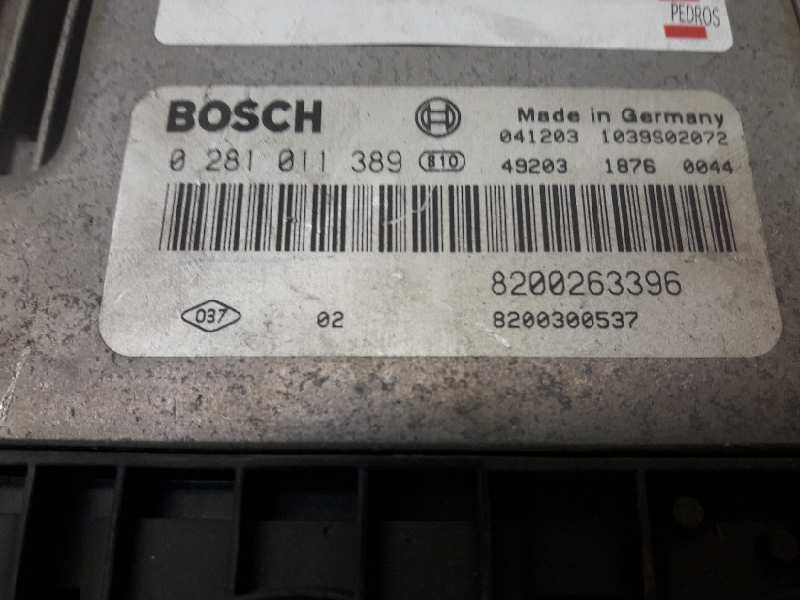 PEDROS
BOSCH Made in Germany
041203 1039S02072
0 281 011 389 810 49203 1876 0044
8200263396
037 02 8200300537